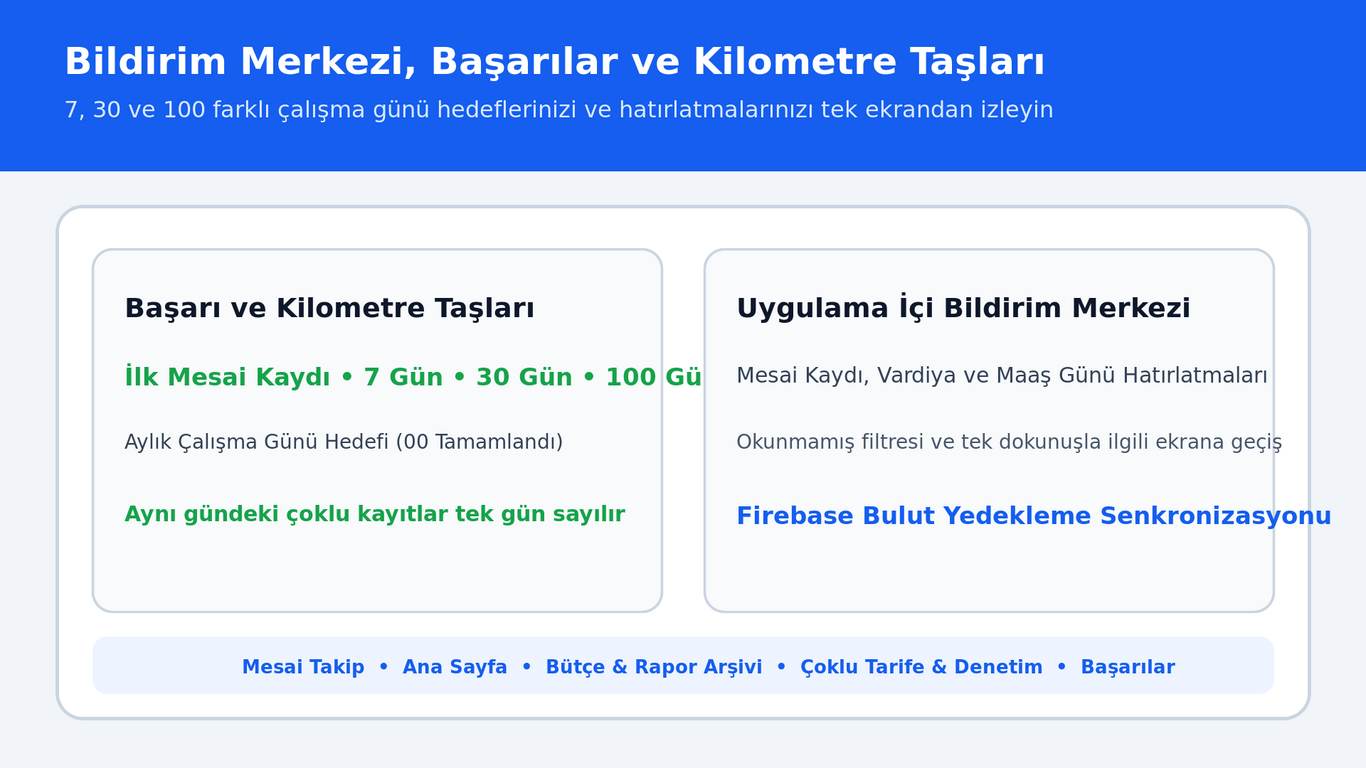 Bildirim Merkezi, Başarılar ve Kilometre Taşları
7, 30 ve 100 farklı çalışma günü hedeflerinizi ve hatırlatmalarınızı tek ekrandan izleyin
Başarı ve Kilometre Taşları
İlk Mesai Kaydı • 7 Gün • 30 Gün • 100 Gü
Aylık Çalışma Günü Hedefi (00 Tamamlandı)
Aynı gündeki çoklu kayıtlar tek gün sayılır
Uygulama İçi Bildirim Merkezi
Mesai Kaydı, Vardiya ve Maaş Günü Hatırlatmaları
Okunmamış filtresi ve tek dokunuşla ilgili ekrana geçiş
Firebase Bulut Yedekleme Senkronizasyonu
Mesai Takip • Ana Sayfa • Bütçe & Rapor Arşivi • Çoklu Tarife & Denetim • Başarılar